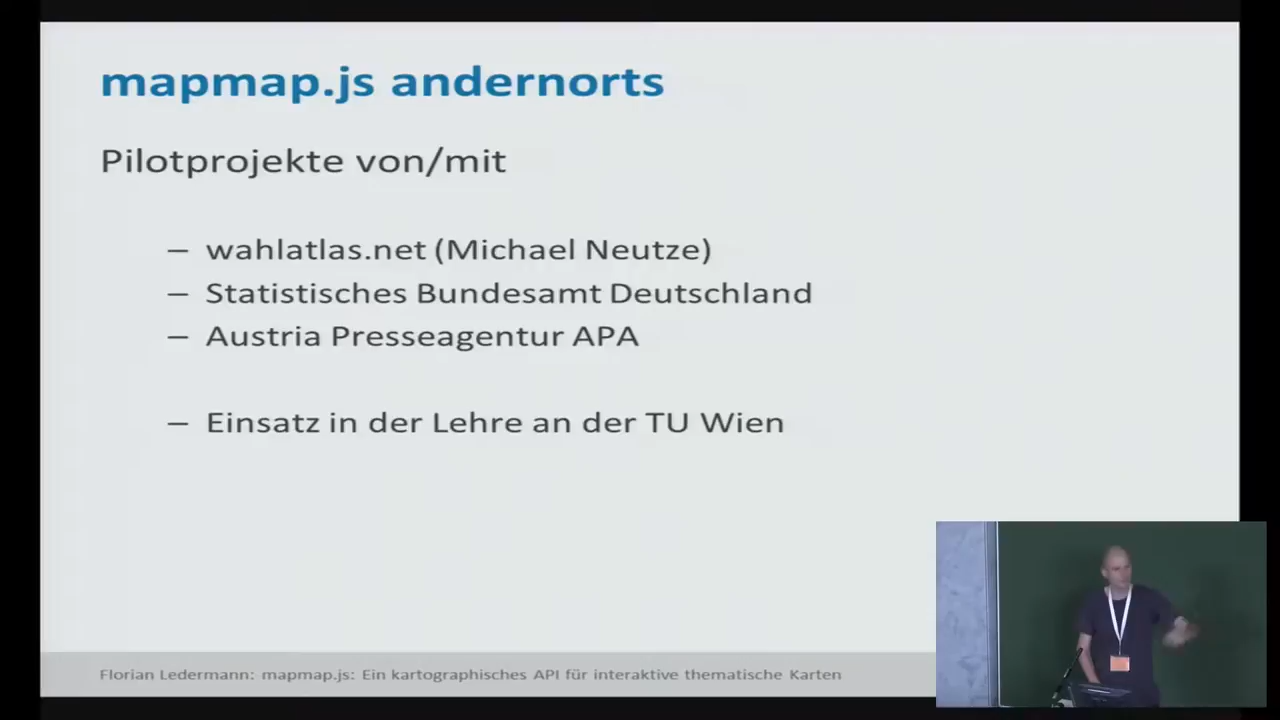 mapmap.js andernorts
Pilotprojekte von/mit
– wahlatlas.net (Michael Neutze)
– Statistisches Bundesamt Deutschland
– Austria Presseagentur APA
– Einsatz in der Lehre an der TU Wien
Florian Ledermann: mapmap.js: Ein kartographisches API für interaktive thematische Karten